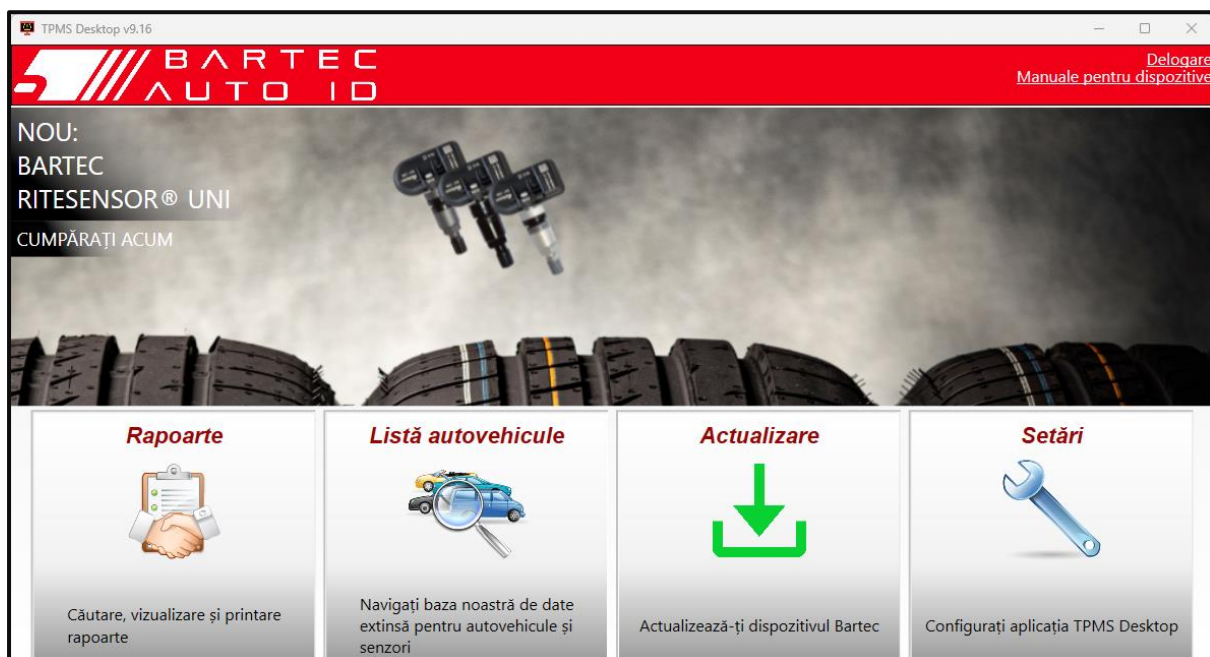 TPMS Desktop v9.16
BARTEC
AUTO ID
Delogare
Manuale pentru dispozitive
NOU:
BARTEC
RITESENSOR® UNI
CUMPĂRAȚI ACUM
Rapoarte
Căutare, vizualizare și printare
rapoarte
Listă autovehicule
Navigați baza noastră de date
extinsă pentru autovehicule și
senzori
Actualizare
Actualizează-ți dispozitivul Bartec
Setări
Configurați aplicația TPMS Desktop